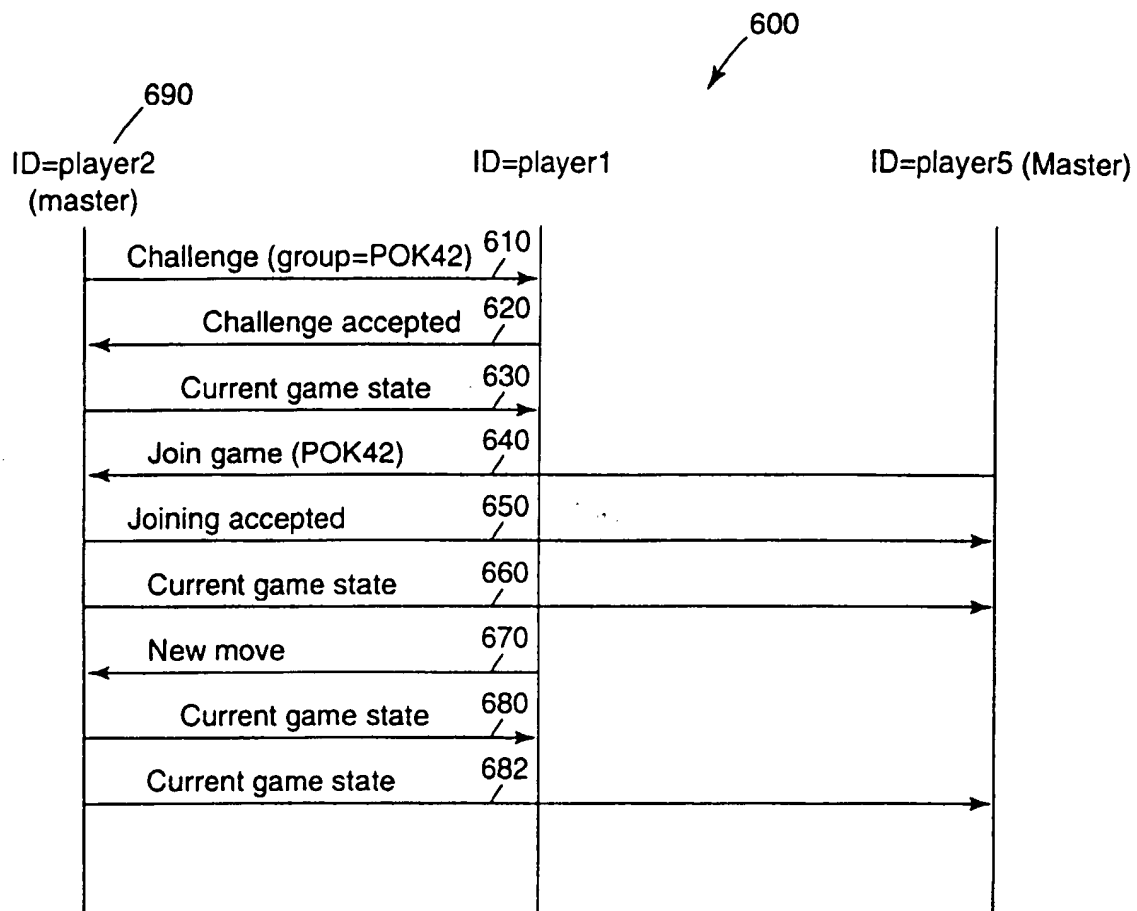 600
690
ID=player2
(master)
ID=player1
ID=player5 (Master)
Challenge (group=POK42)
610
Challenge accepted
620
Current game state
630
Join game (POK42)
640
Joining accepted
650
Current game state
660
New move
670
Current game state
680
Current game state
682